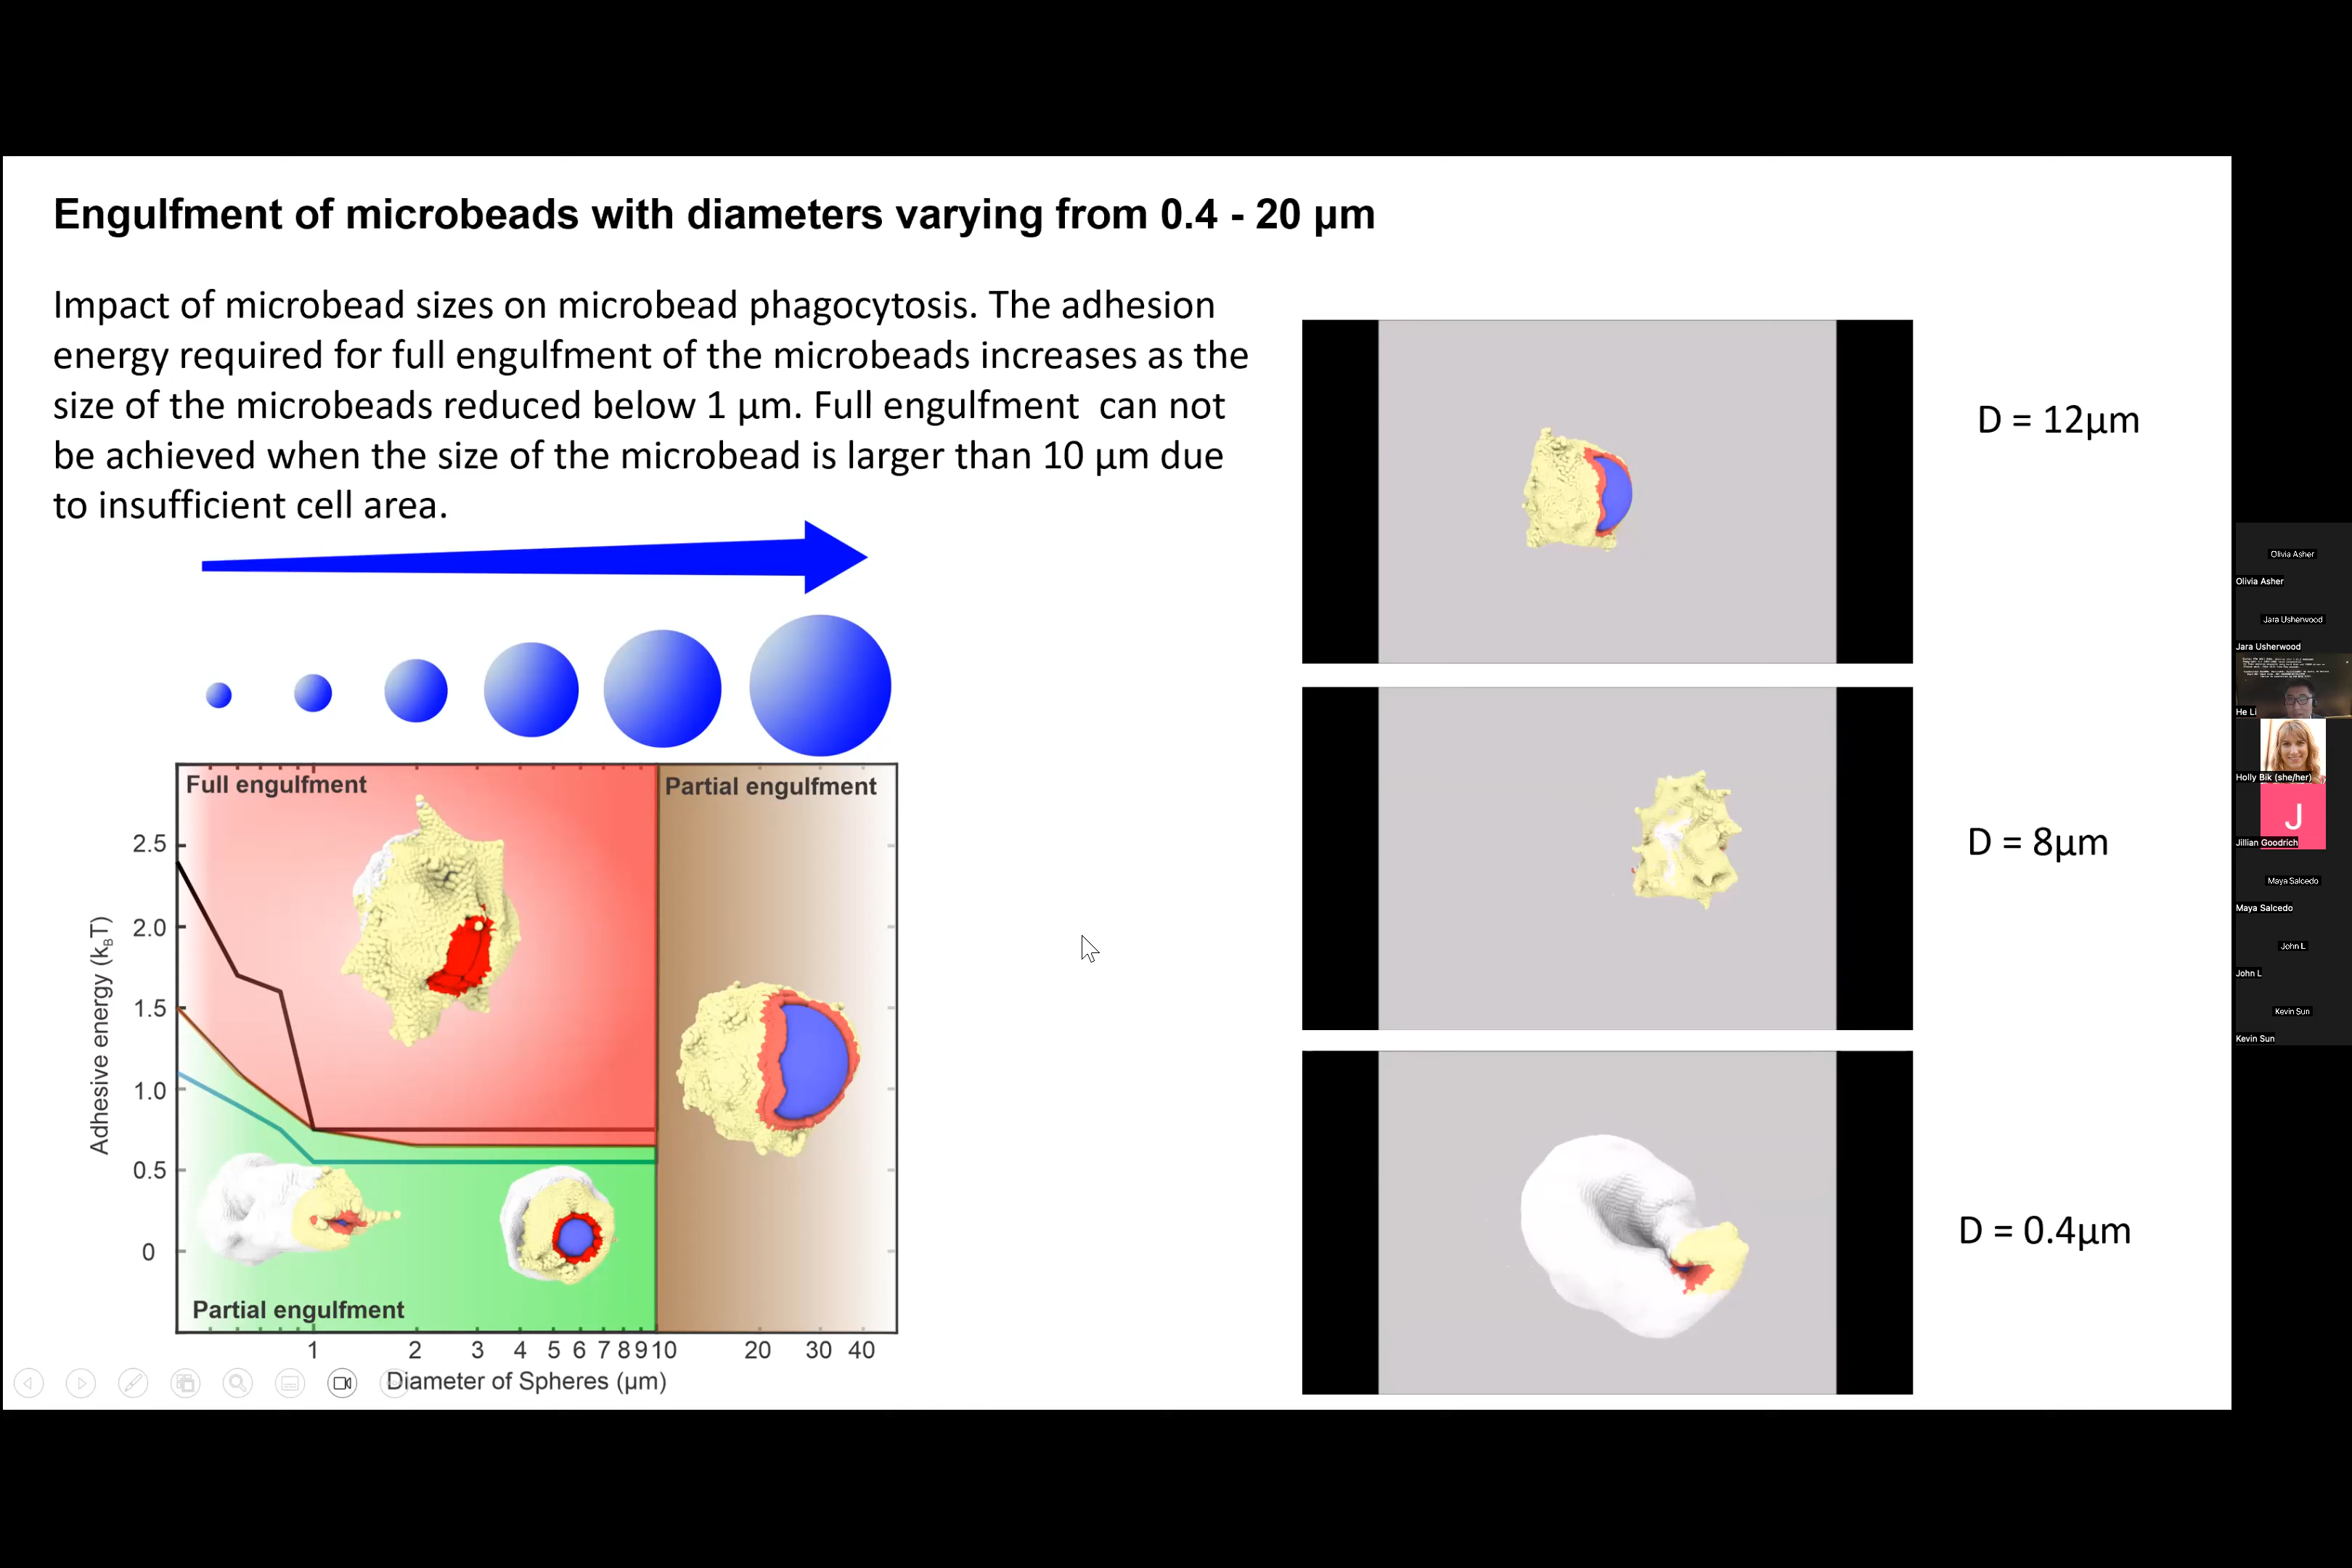 Engulfment of microbeads with diameters varying from 0.4 - 20 µm
Impact of microbead sizes on microbead phagocytosis. The adhesion
energy required for full engulfment of the microbeads increases as the
size of the microbeads reduced below 1 µm. Full engulfment can not
be achieved when the size of the microbead is larger than 10 µm due
to insufficient cell area.
Full engulfment
Partial engulfment
2.5
2.0
1.5
1.0
0.5
0
Adhesive energy (kBT)
Partial engulfment
1 2 3 4 5 6 7 8 9 10 20 30 40
Diameter of Spheres (µm)
D = 12µm
D = 8µm
D = 0.4µm
Olivia Asher
Olivia Asher
Jara Usherwood
Jara Usherwood
He Li
Holly Bik (she/her)
J
Jillian Goodrich
Maya Salcedo
Maya Salcedo
John L
John L
Kevin Sun
Kevin Sun